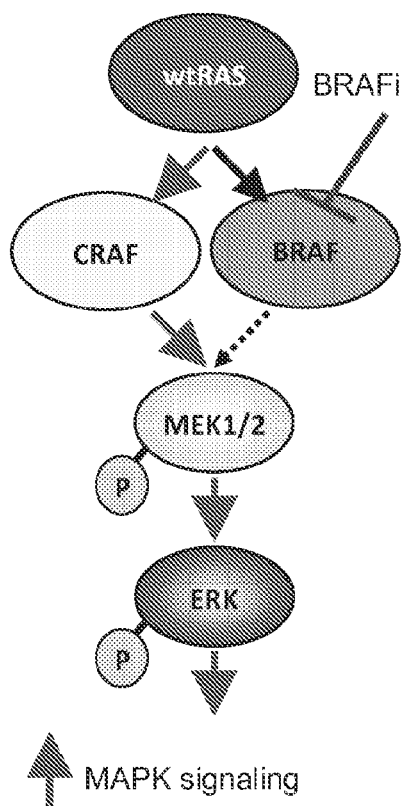 wtRAS
BRAFi
CRAF
BRAF
MEK1/2
P
ERK
P
MAPK signaling